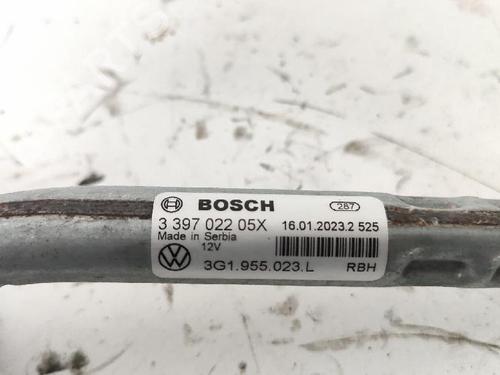 BOSCH 287
3 397 022 05X 16.01.2023.2 525
Made in Serbia
12V
3G1.955.023.L RBH